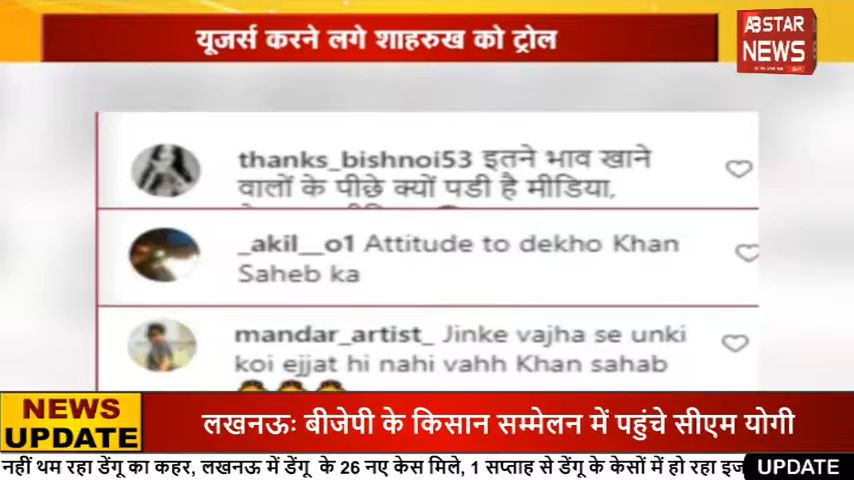 यूजर्स करने लगे शाहरुख को ट्रोल
ABSTAR
NEWS
thanks_bishnoi53 इतने भाव खाने
वालों के पीछे क्यों पडी है मीडिया,
_akil__o1 Attitude to dekho Khan
Saheb ka
mandar_artist_ Jinke vajha se unki
koi ejjat hi nahi vahh Khan sahab
NEWS
UPDATE
लखनऊः बीजेपी के किसान सम्मेलन में पहुंचे सीएम योगी
नहीं थम रहा डेंगू का कहर, लखनऊ में डेंगू के 26 नए केस मिले, 1 सप्ताह से डेंगू के केसों में हो रहा
UPDATE